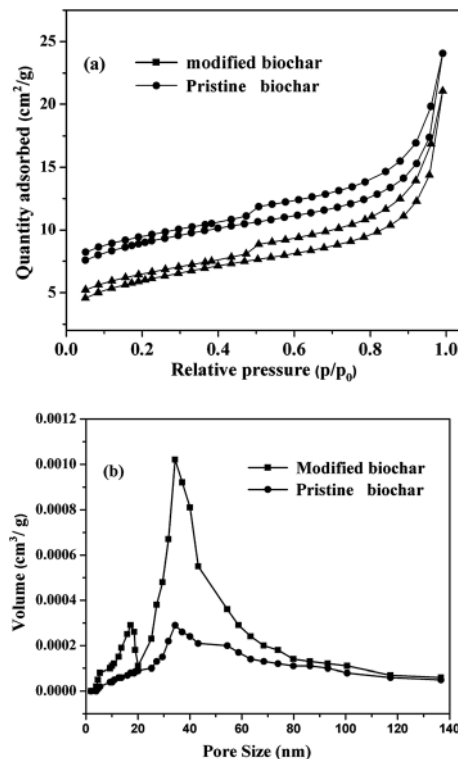 (a)
modified biochar
Pristine biochar
Quantity adsorbed (cm²/g)
25
20
15
10
5
0.0 0.2 0.4 0.6 0.8 1.0
Relative pressure (p/p₀)
(b)
Modified biochar
Pristine biochar
Volume (cm³/ g)
0.0012
0.0010
0.0008
0.0006
0.0004
0.0002
0.0000
0 20 40 60 80 100 120 140
Pore Size (nm)